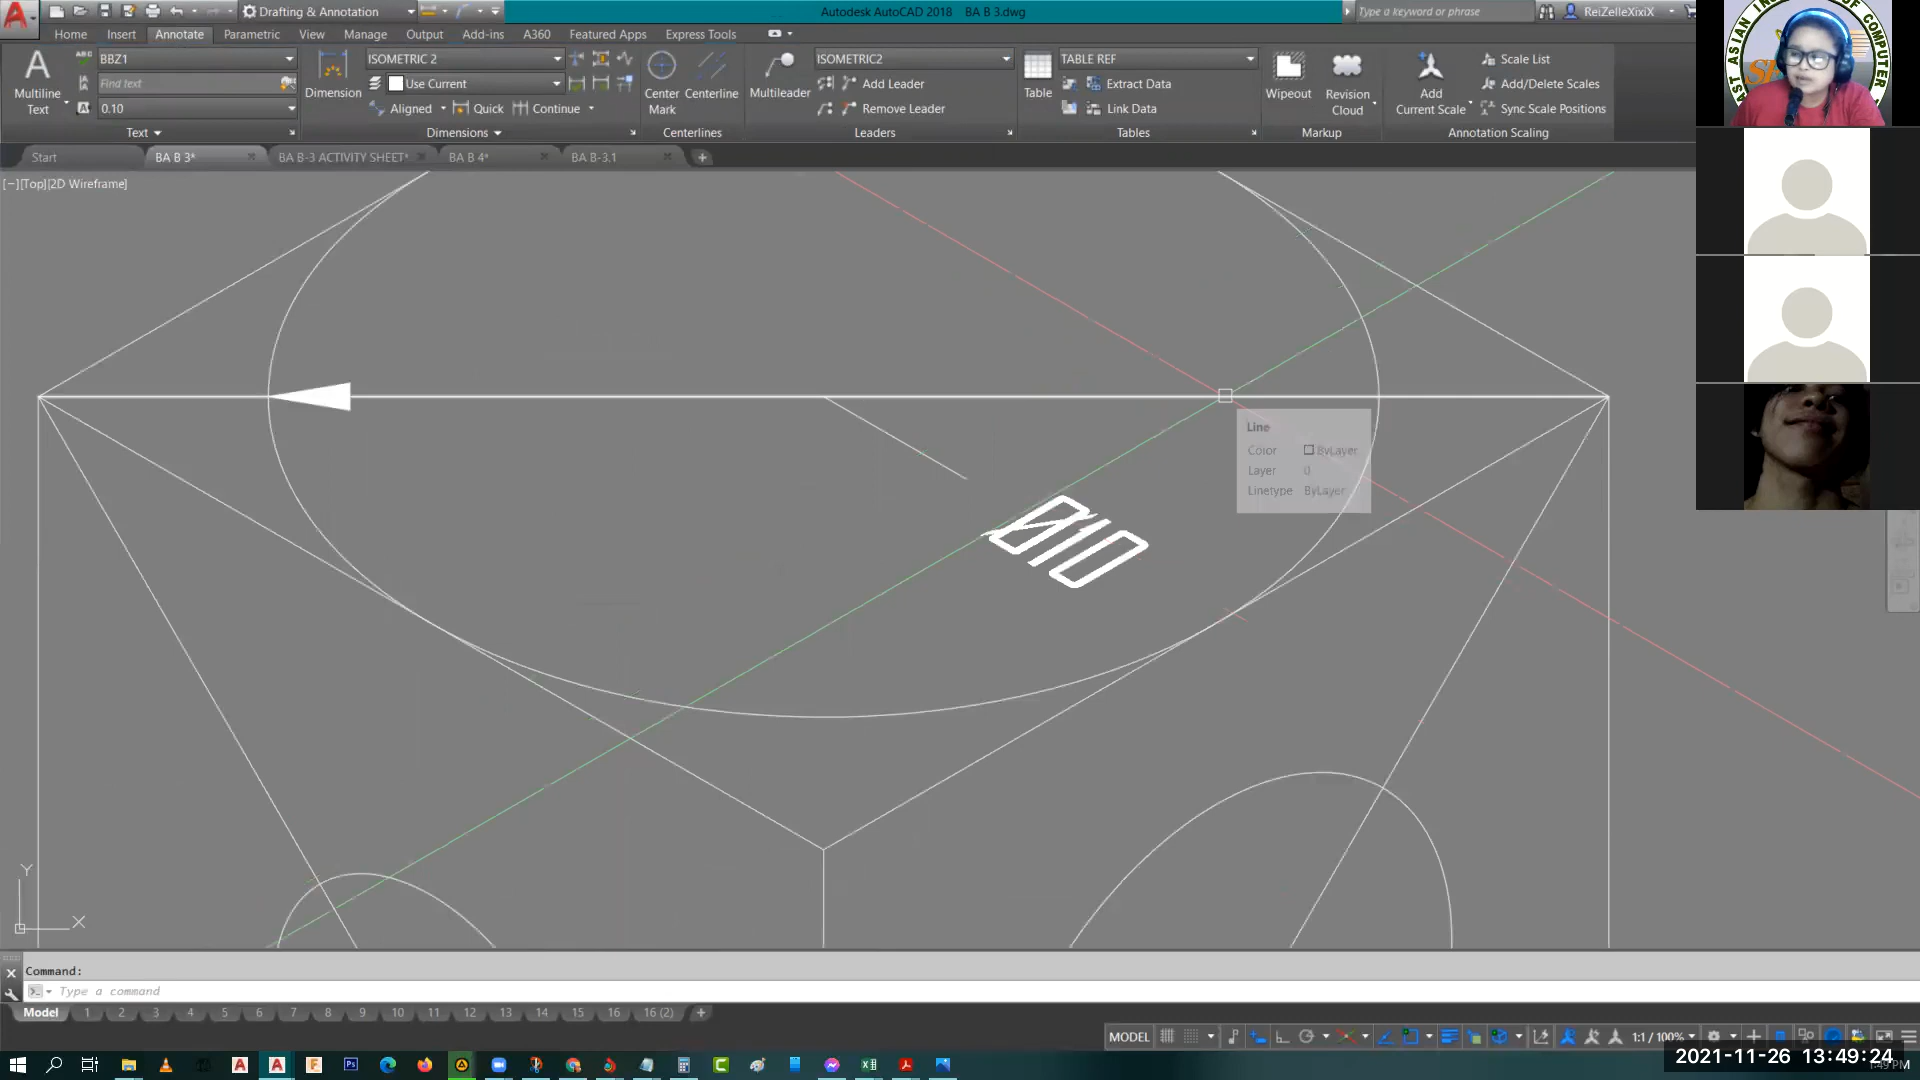 Drafting & Annotation
Autodesk AutoCAD 2018 BA B 3.dwg
Type a keyword or phrase
ReiZelleXixiX
Home Insert Annotate Parametric View Manage Output Add-ins A360 Featured Apps Express Tools
BBZ1
Find text
0.10
Multiline Text
Text
Dimension
ISOMETRIC 2
Use Current
Aligned Quick Continue
Dimensions
Center Mark
Centerline
Centerlines
Multileader
ISOMETRIC2
Add Leader
Remove Leader
Leaders
Table
TABLE REF
Extract Data
Link Data
Tables
Wipeout
Revision Cloud
Markup
Add Current Scale
Scale List
Add/Delete Scales
Sync Scale Positions
Annotation Scaling
Start BA B 3* BA B-3 ACTIVITY SHEET* BA B 4* BA B-3.1
[−][Top][2D Wireframe]
Line
Color ByLayer
Layer 0
Linetype ByLayer
Ø10
Y
X
Command:
Type a command
Model 1 2 3 4 5 6 7 8 9 10 11 12 13 14 15 16 16 (2)
MODEL
1:1 / 100%
2021-11-26 13:49:24